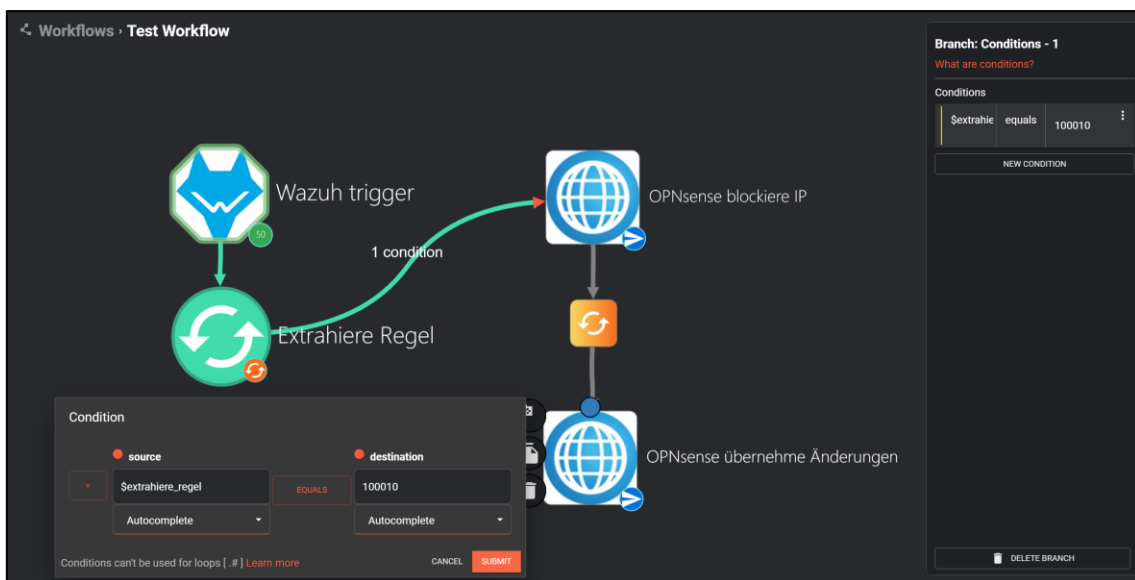 Workflows › Test Workflow
Wazuh trigger
50
1 condition
Extrahiere Regel
OPNsense blockiere IP
OPNsense übernehme Änderungen
Condition
source
destination
=
$extrahiere_regel
EQUALS
100010
Autocomplete
Autocomplete
Conditions can't be used for loops [ .# ] Learn more
CANCEL
SUBMIT
Branch: Conditions - 1
What are conditions?
Conditions
$extrahie
equals
100010
NEW CONDITION
DELETE BRANCH